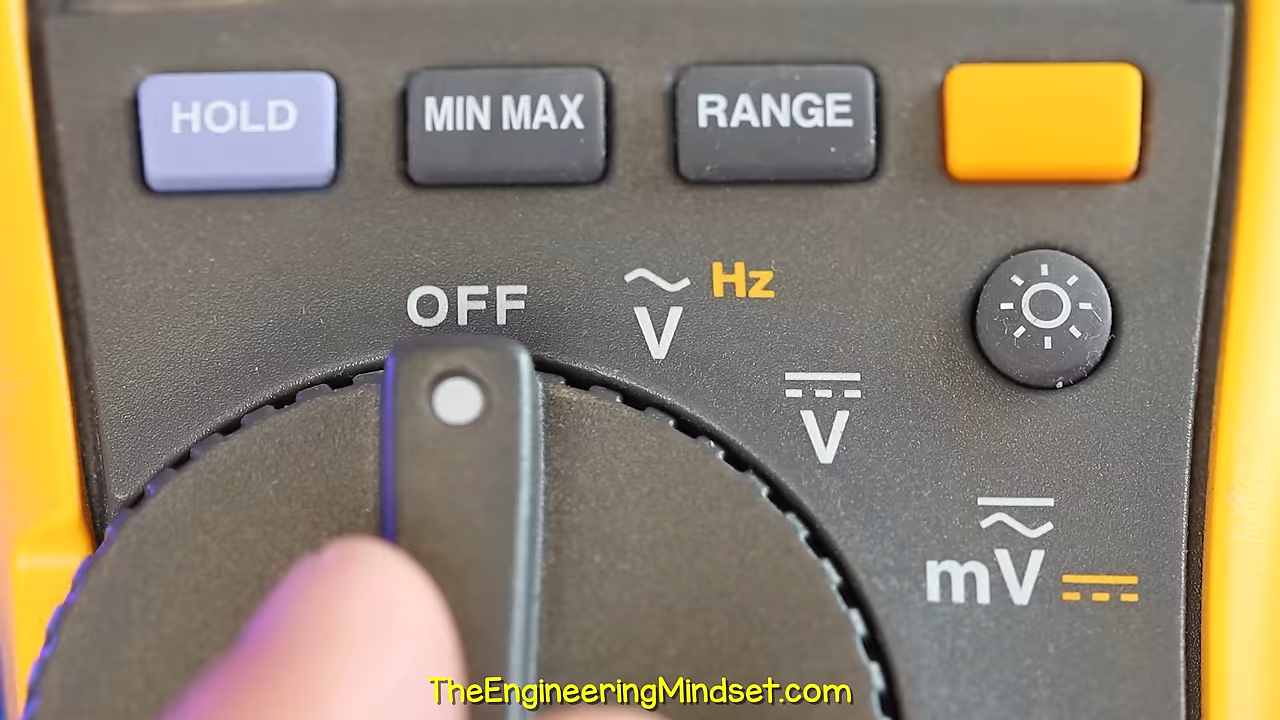 HOLD
MIN MAX
RANGE
OFF
Hz
V
V
mV
TheEngineeringMindset.com